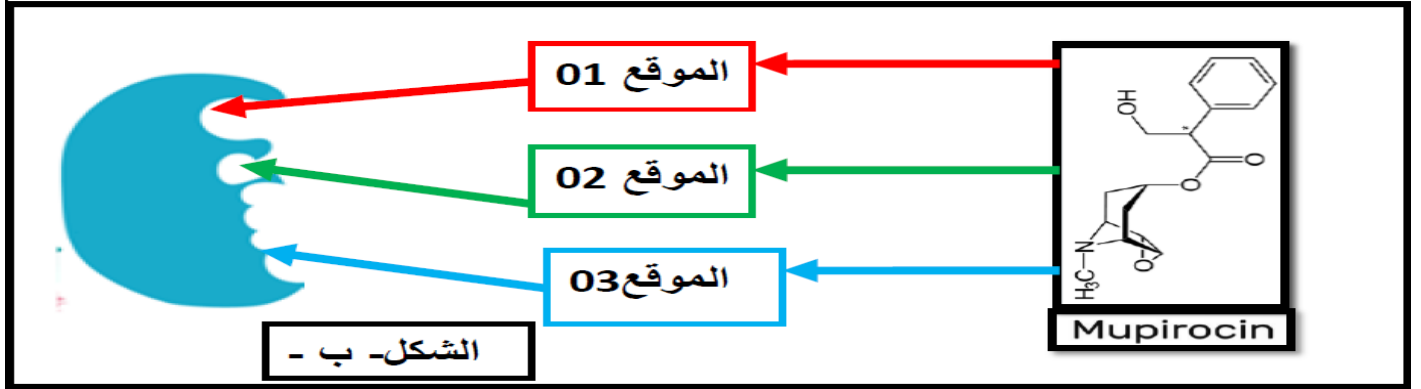 الموقع 01
الموقع 02
الموقع03
OH
O
O
O
N
H₃C
Mupirocin
الشكل- ب -